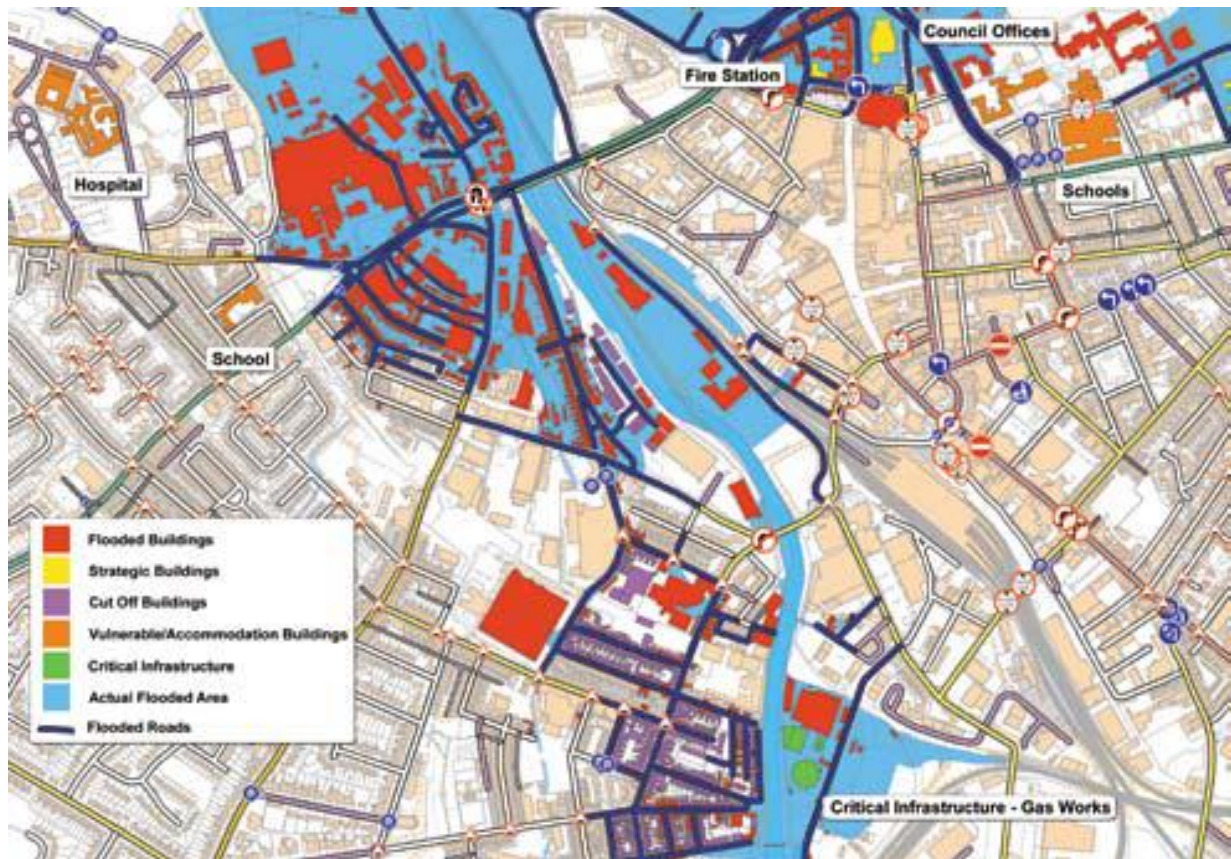 Council Offices
Fire Station
Hospital
Schools
School
Flooded Buildings
Strategic Buildings
Cut Off Buildings
Vulnerable/Accommodation Buildings
Critical Infrastructure
Actual Flooded Area
Flooded Roads
Critical Infrastructure - Gas Works